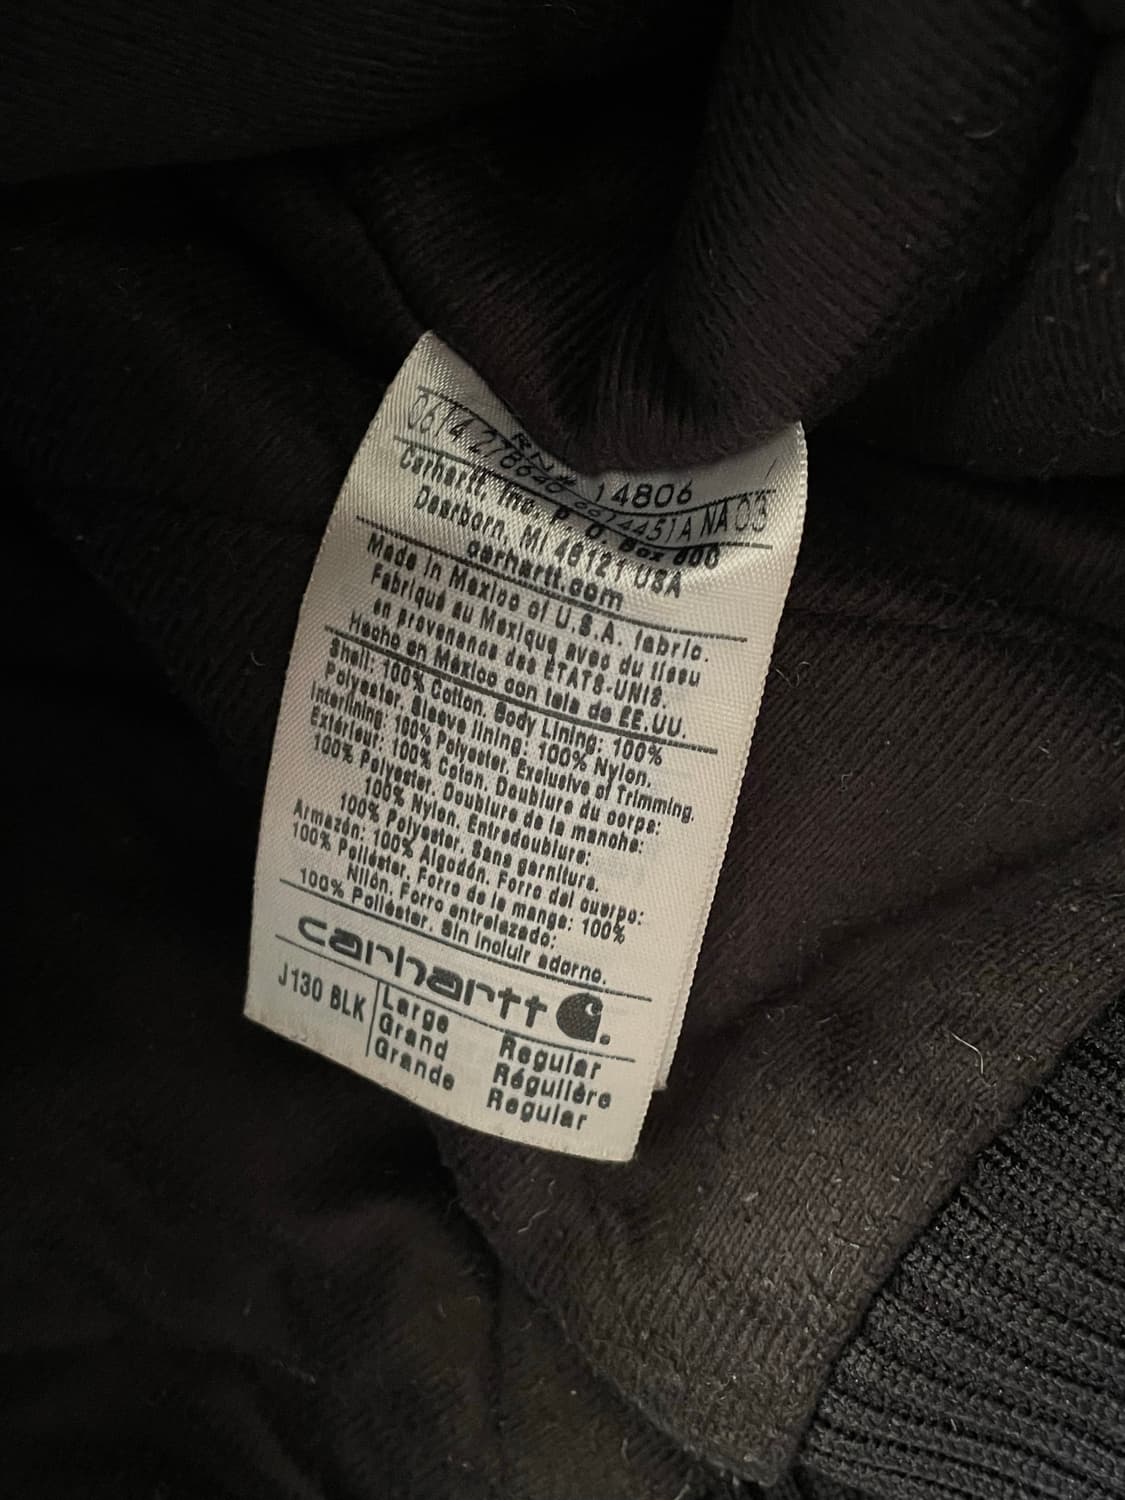 RN# 14806
0614 278640 0614451A NA 03
Carhartt, Inc. P. O. Box 600
Dearborn, MI 48121 USA
carhartt.com
Made in Mexico of U.S.A. fabric.
Fabriqué au Mexique avec du tissu
en provenance des ÉTATS-UNIS.
Hecho en México con tela de EE.UU.
Shell: 100% Cotton. Body Lining: 100%
Polyester. Sleeve lining: 100% Nylon.
Interlining: 100% Polyester. Exclusive of Trimming.
Extérieur: 100% Coton. Doublure du corps:
100% Polyester. Doublure de la manche:
100% Nylon. Entredoublure:
100% Polyester. Sans garniture.
Armazón: 100% Algodón. Forro del cuerpo:
100% Poliéster. Forro de la manga: 100%
Nilón. Forro entrelazado:
100% Poliéster. Sin incluir adorno.
carhartt
J130 BLK Large Regular
Grand Régulière
Grande Regular